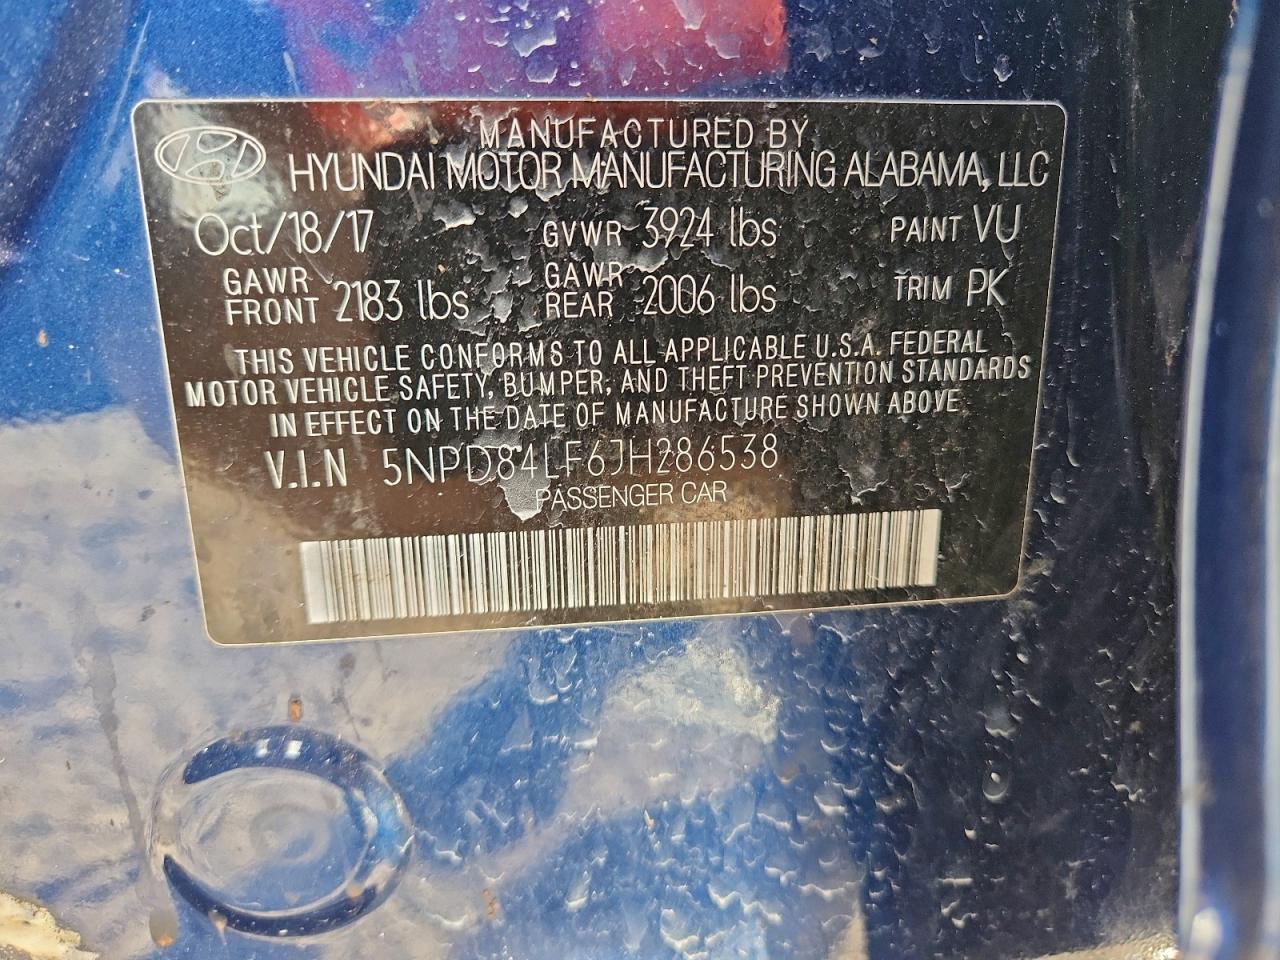 MANUFACTURED BY
HYUNDAI MOTOR MANUFACTURING ALABAMA, LLC
Oct/18/17 GVWR 3924 lbs PAINT VU
GAWR FRONT 2183 lbs GAWR REAR 2006 lbs TRIM PK
THIS VEHICLE CONFORMS TO ALL APPLICABLE U.S.A. FEDERAL
MOTOR VEHICLE SAFETY, BUMPER, AND THEFT PREVENTION STANDARDS
IN EFFECT ON THE DATE OF MANUFACTURE SHOWN ABOVE
V.I.N 5NPD84LF6JH286538
PASSENGER CAR